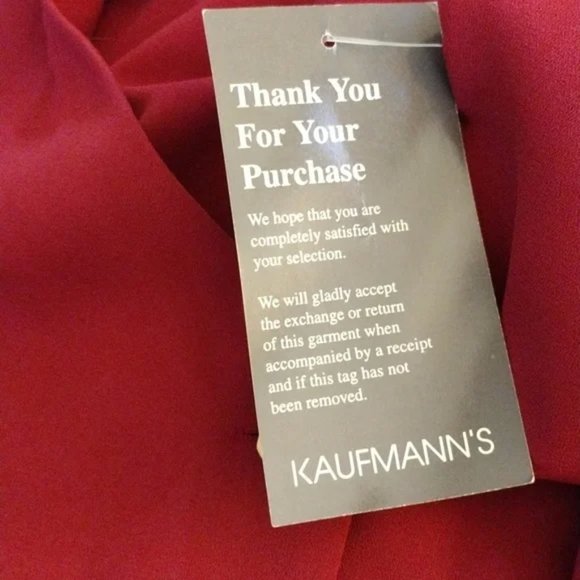 Thank You
For Your
Purchase
We hope that you are
completely satisfied with
your selection.
We will gladly accept
the exchange or return
of this garment when
accompanied by a receipt
and if this tag has not
been removed.
KAUFMANN'S